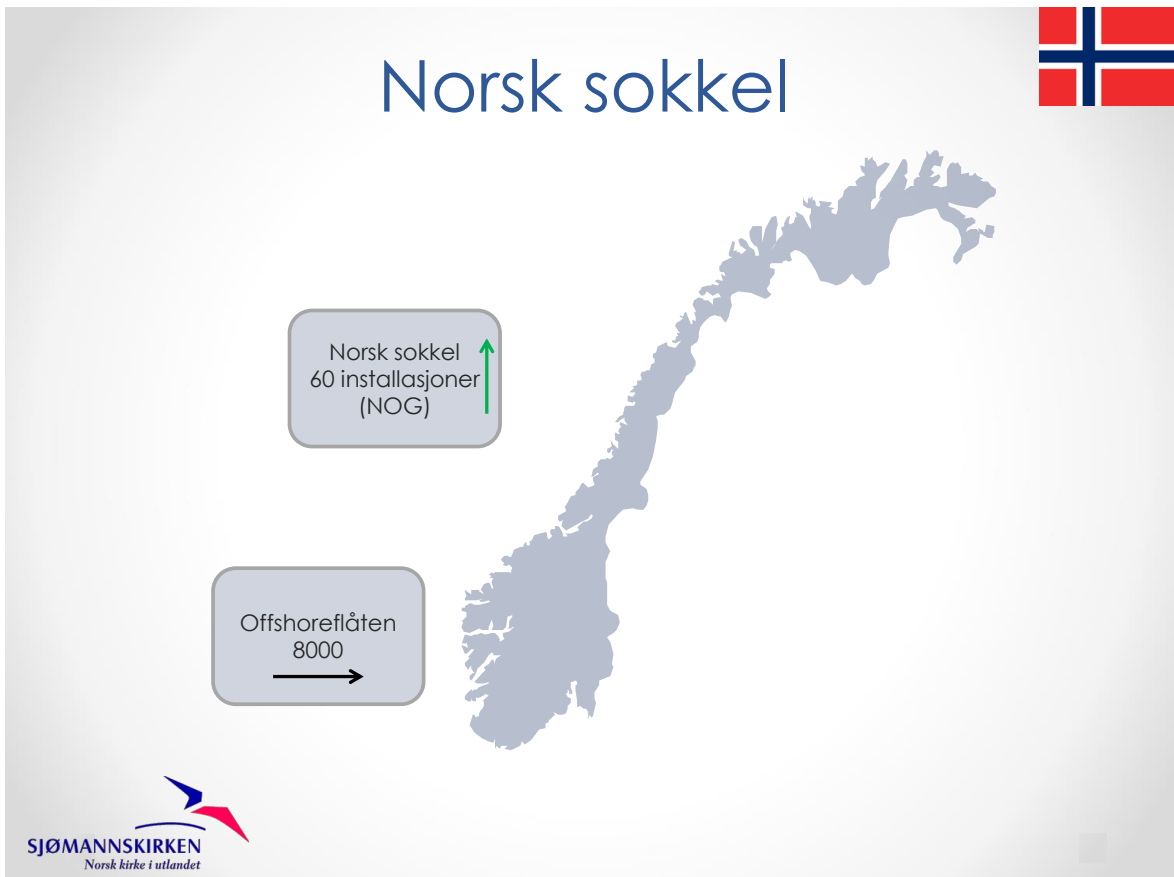 Norsk sokkel
Norsk sokkel
60 installasjoner
(NOG)
Offshoreflåten
8000
SJØMANNSKIRKEN
Norsk kirke i utlandet